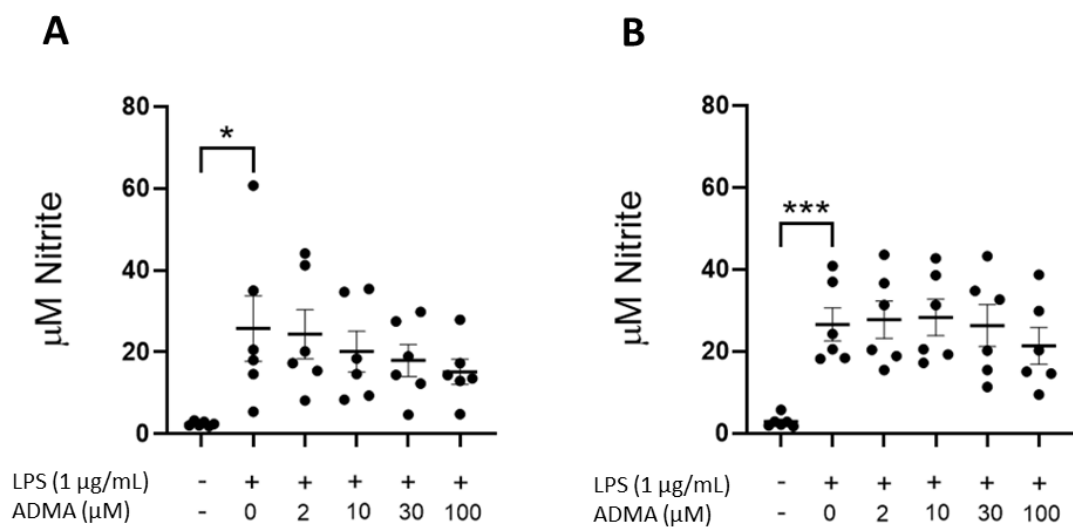 A
80
60
40
20
0
μM Nitrite
*
LPS (1 μg/mL) - + + + + +
ADMA (μM) - 0 2 10 30 100
B
80
60
40
20
0
μM Nitrite
***
LPS (1 μg/mL) - + + + + +
ADMA (μM) - 0 2 10 30 100